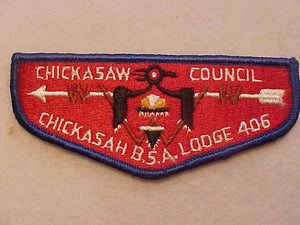 CHICKASAW COUNCIL
W W
CHICKASAH B.S.A. LODGE 406